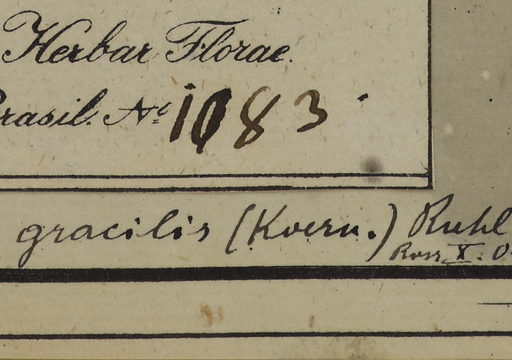 Herbar Florae
Brasil. No 1083.
gracilis (Koern.) Ruhl
X.